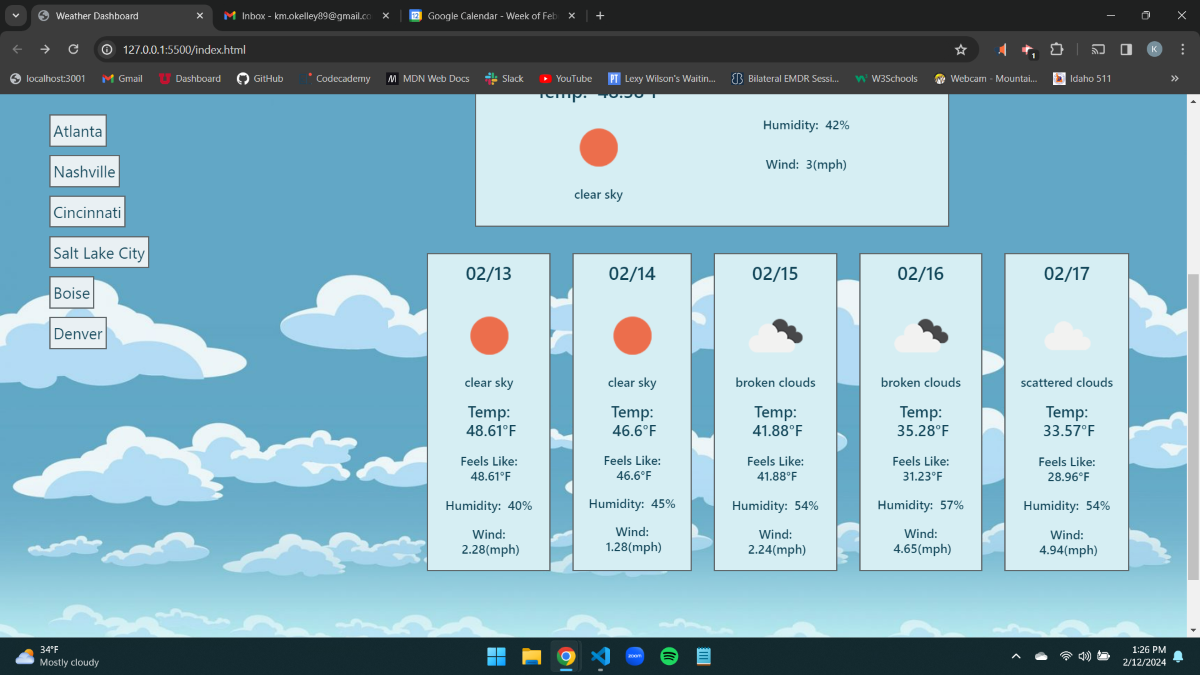 Weather Dashboard
Inbox - km.okelley89@gmail.co
Google Calendar - Week of Feb
127.0.0.1:5500/index.html
1
K
localhost:3001
Gmail
Dashboard
GitHub
Codecademy
MDN Web Docs
Slack
YouTube
Lexy Wilson's Waitin...
Bilateral EMDR Sessi...
W3Schools
Webcam - Mountai...
Idaho 511
Atlanta
Nashville
Cincinnati
Salt Lake City
Boise
Denver
Humidity: 42%
Wind: 3(mph)
clear sky
02/13
clear sky
Temp:
48.61°F
Feels Like:
48.61°F
Humidity: 40%
Wind:
2.28(mph)
02/14
clear sky
Temp:
46.6°F
Feels Like:
46.6°F
Humidity: 45%
Wind:
1.28(mph)
02/15
broken clouds
Temp:
41.88°F
Feels Like:
41.88°F
Humidity: 54%
Wind:
2.24(mph)
02/16
broken clouds
Temp:
35.28°F
Feels Like:
31.23°F
Humidity: 57%
Wind:
4.65(mph)
02/17
scattered clouds
Temp:
33.57°F
Feels Like:
28.96°F
Humidity: 54%
Wind:
4.94(mph)
34°F
Mostly cloudy
zoom
1:26 PM
2/12/2024